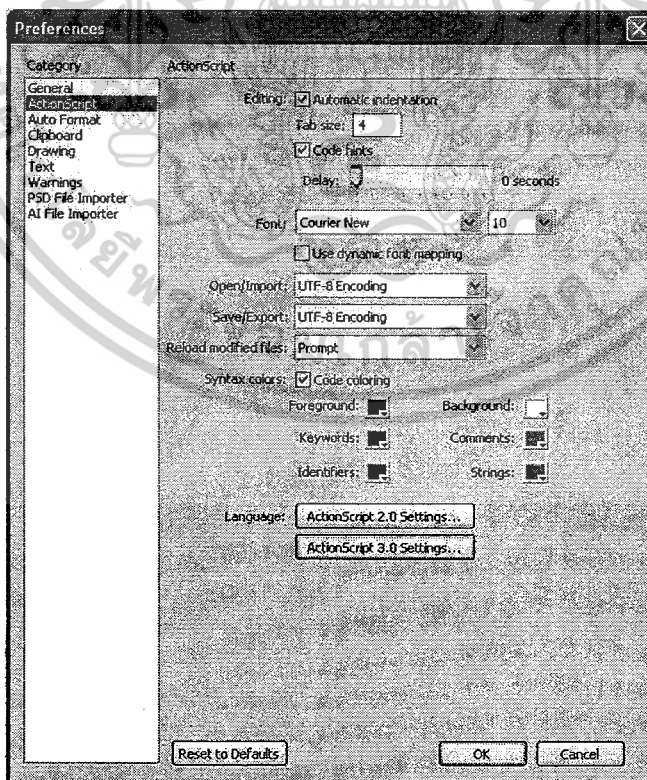 Preferences
Category
General
ActionScript
Auto Format
Clipboard
Drawing
Text
Warnings
PSD File Importer
AI File Importer
ActionScript
Editing: Automatic indentation
Tab size: 4
Code hints
Delay: 0 seconds
Font: Courier New 10
Use dynamic font mapping
Open/Import: UTF-8 Encoding
Save/Export: UTF-8 Encoding
Reload modified files: Prompt
Syntax colors: Code coloring
Foreground: Background:
Keywords: Comments:
Identifiers: Strings:
Language: ActionScript 2.0 Settings...
ActionScript 3.0 Settings...
Reset to Defaults OK Cancel